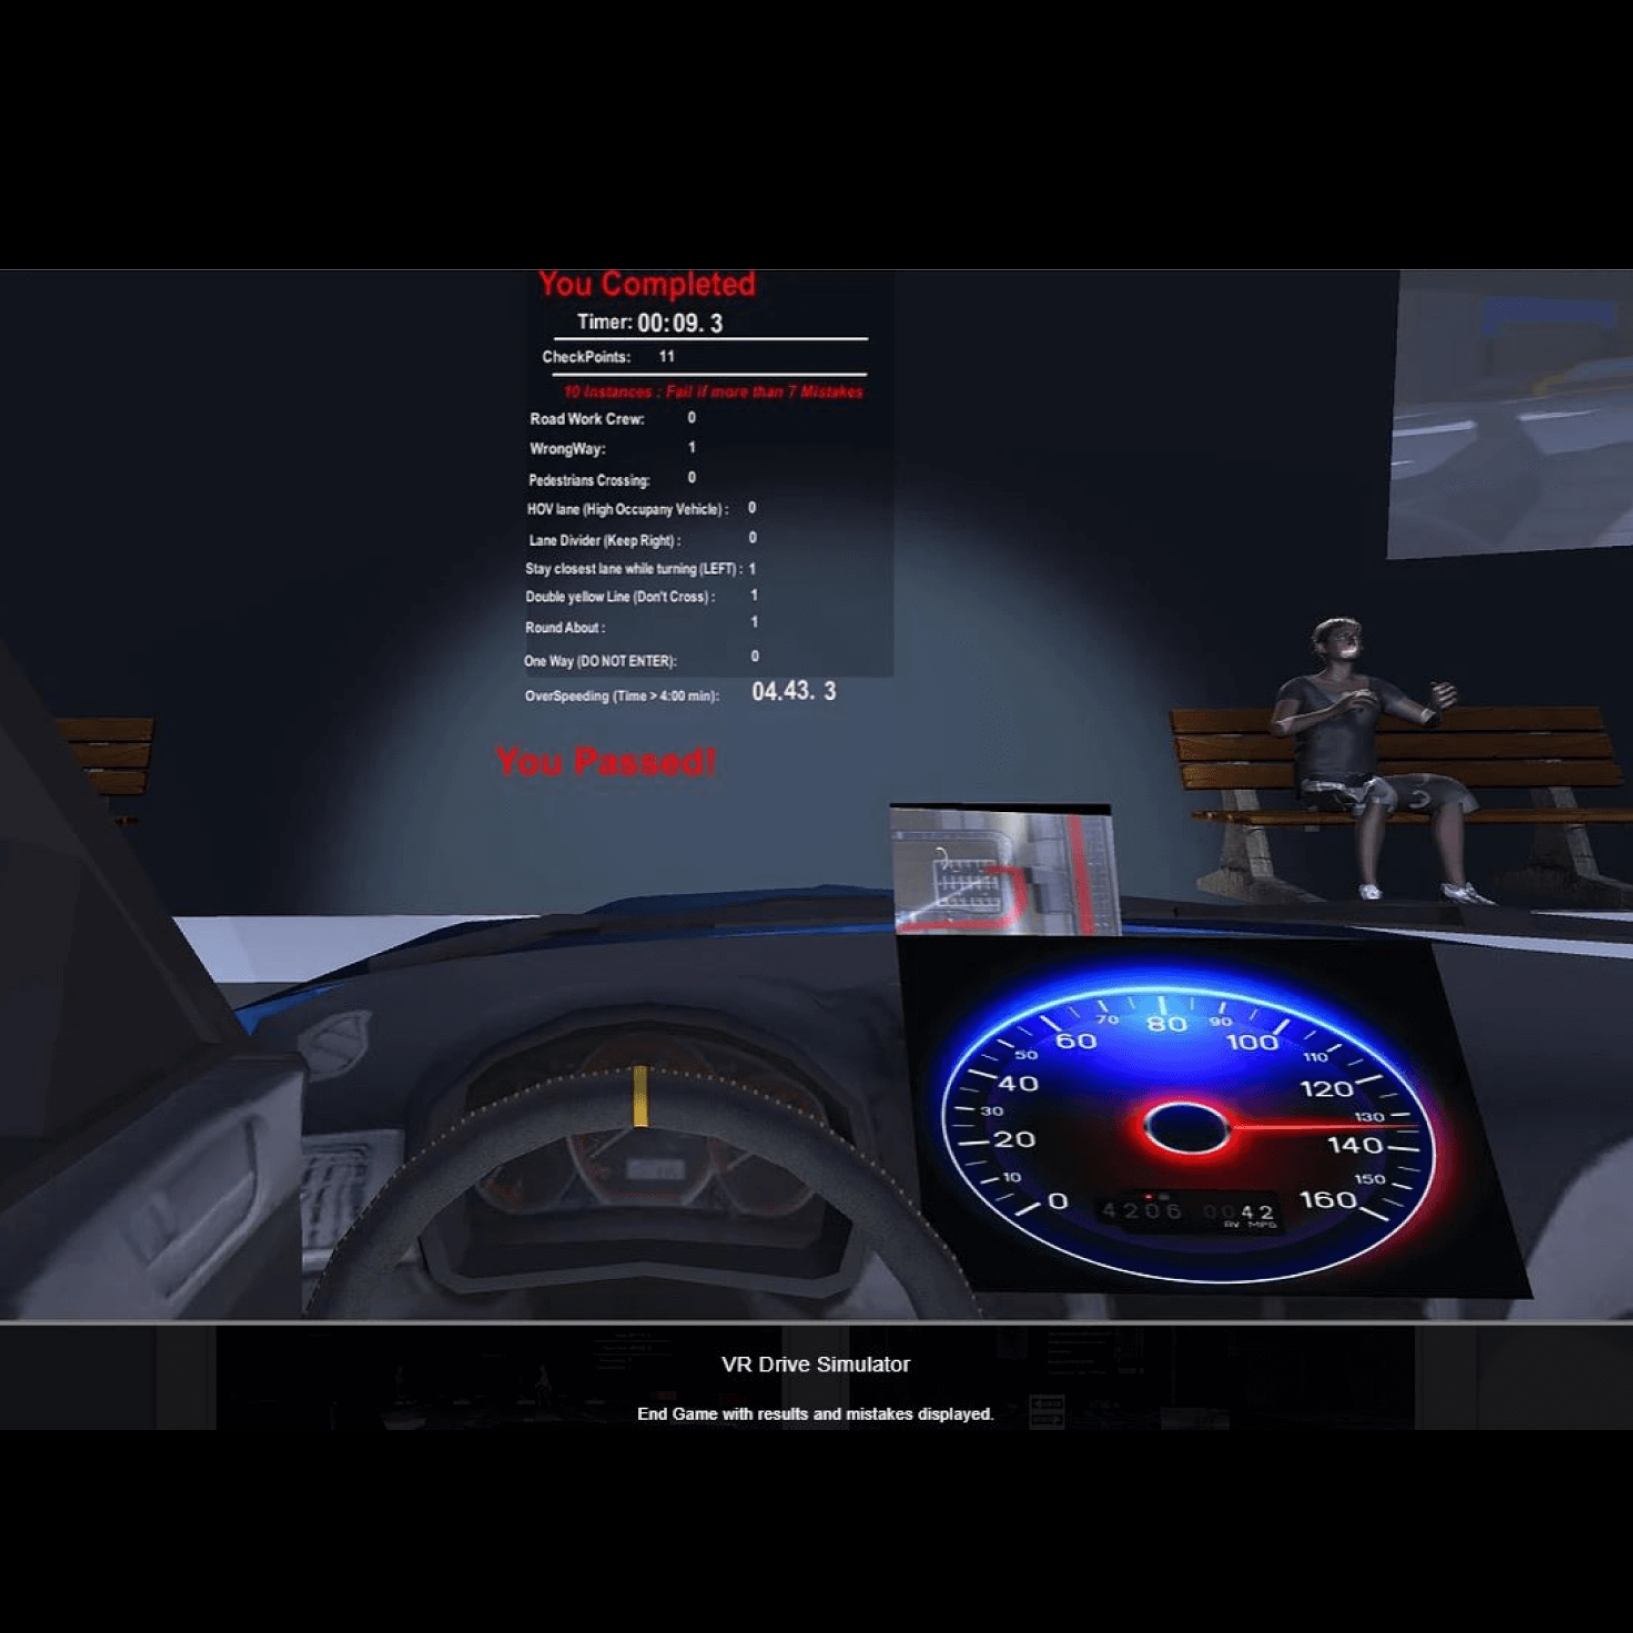 You Completed
Timer: 00:09. 3
CheckPoints: 11
10 Instances : Fail if more than 7 Mistakes
Road Work Crew: 0
WrongWay: 1
Pedestrians Crossing: 0
HOV lane (High Occupany Vehicle) : 0
Lane Divider (Keep Right) : 0
Stay closest lane while turning (LEFT) : 1
Double yellow Line (Don't Cross) : 1
Round About : 1
One Way (DO NOT ENTER): 0
OverSpeeding (Time > 4:00 min): 04.43. 3
You Passed!
0 10 20 30 40 50 60 70 80 90 100 110 120 130 140 150 160
4206 0042
AV MPG
VR Drive Simulator
End Game with results and mistakes displayed.